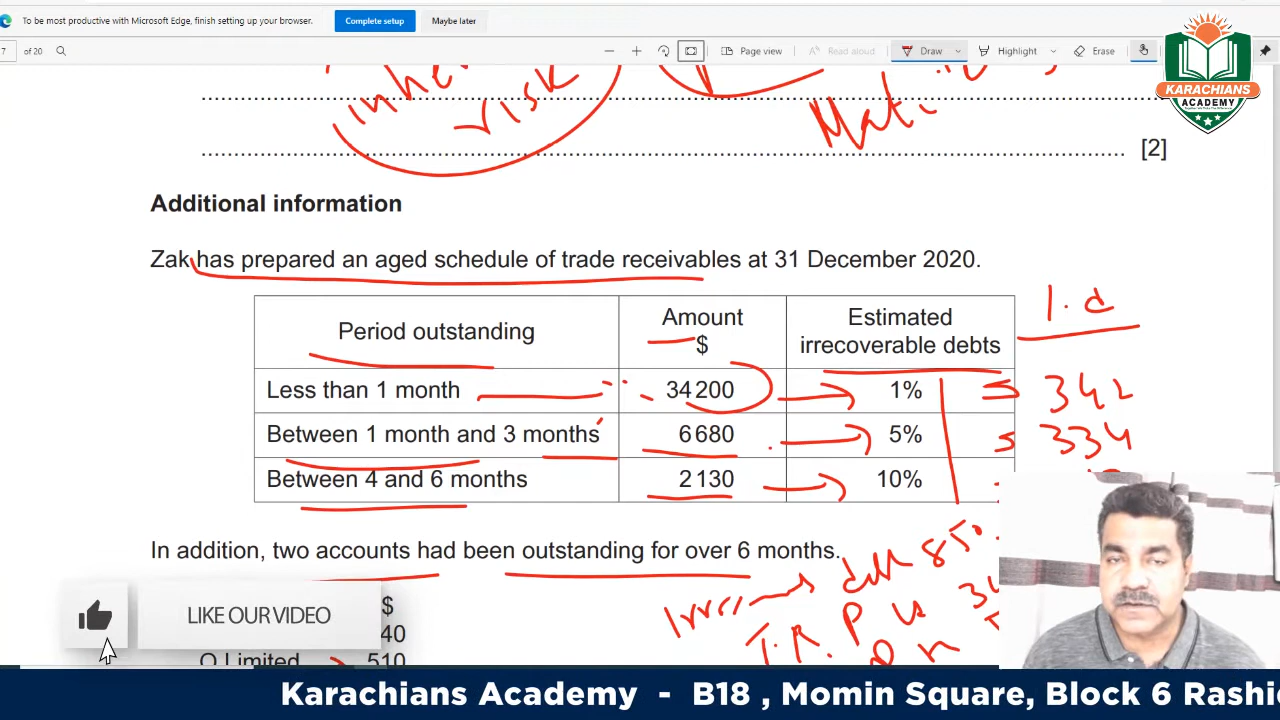 To be most productive with Microsoft Edge, finish setting up your browser.
Complete setup
Maybe later
7 of 20
Page view
Read aloud
Draw
Highlight
Erase
KARACHIANS
ACADEMY
risk
[2]
Additional information
Zak has prepared an aged schedule of trade receivables at 31 December 2020.
I.d
Period outstanding
Amount
$
Estimated
irrecoverable debts
Less than 1 month 34 200 1% = 342
Between 1 month and 3 months 6 680 5% = 334
Between 4 and 6 months 2 130 10%
In addition, two accounts had been outstanding for over 6 months.
850
T.R.
LIKE OUR VIDEO
$
40
O Limited 510
Karachians Academy - B18 , Momin Square, Block 6 Rashi